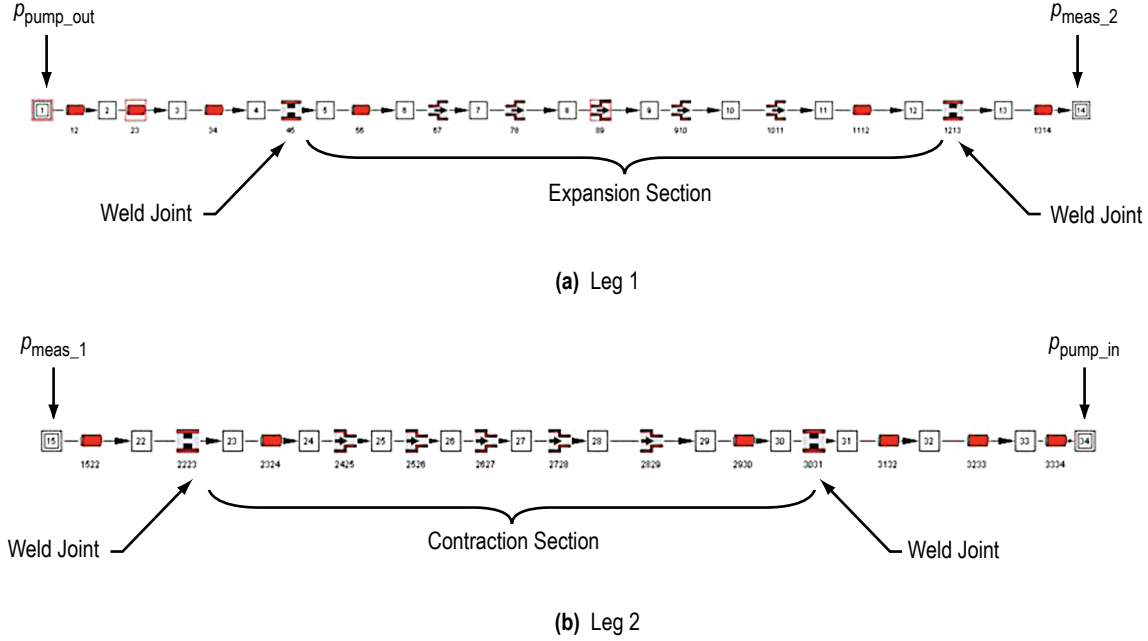 p_pump_out
p_meas_2
1 2 3 4 5 6 7 8 9 10 11 12 13 14
12 23 34 45 56 67 78 89 910 1011 1112 1213 1314
Expansion Section
Weld Joint
Weld Joint
(a) Leg 1
p_meas_1
p_pump_in
15 22 23 24 25 26 27 28 29 30 31 32 33 34
1522 2223 2324 2425 2526 2627 2728 2829 2930 3031 3132 3233 3334
Contraction Section
Weld Joint
Weld Joint
(b) Leg 2